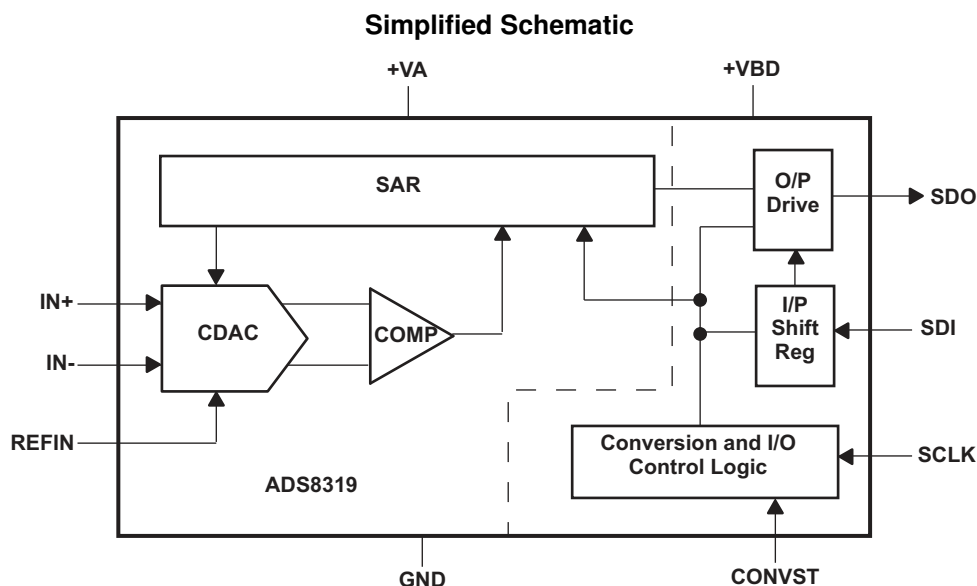 Simplified Schematic
+VA
+VBD
SAR
O/P
Drive
SDO
IN+
CDAC
COMP
I/P
Shift
Reg
SDI
IN-
REFIN
Conversion and I/O
Control Logic
SCLK
ADS8319
GND
CONVST